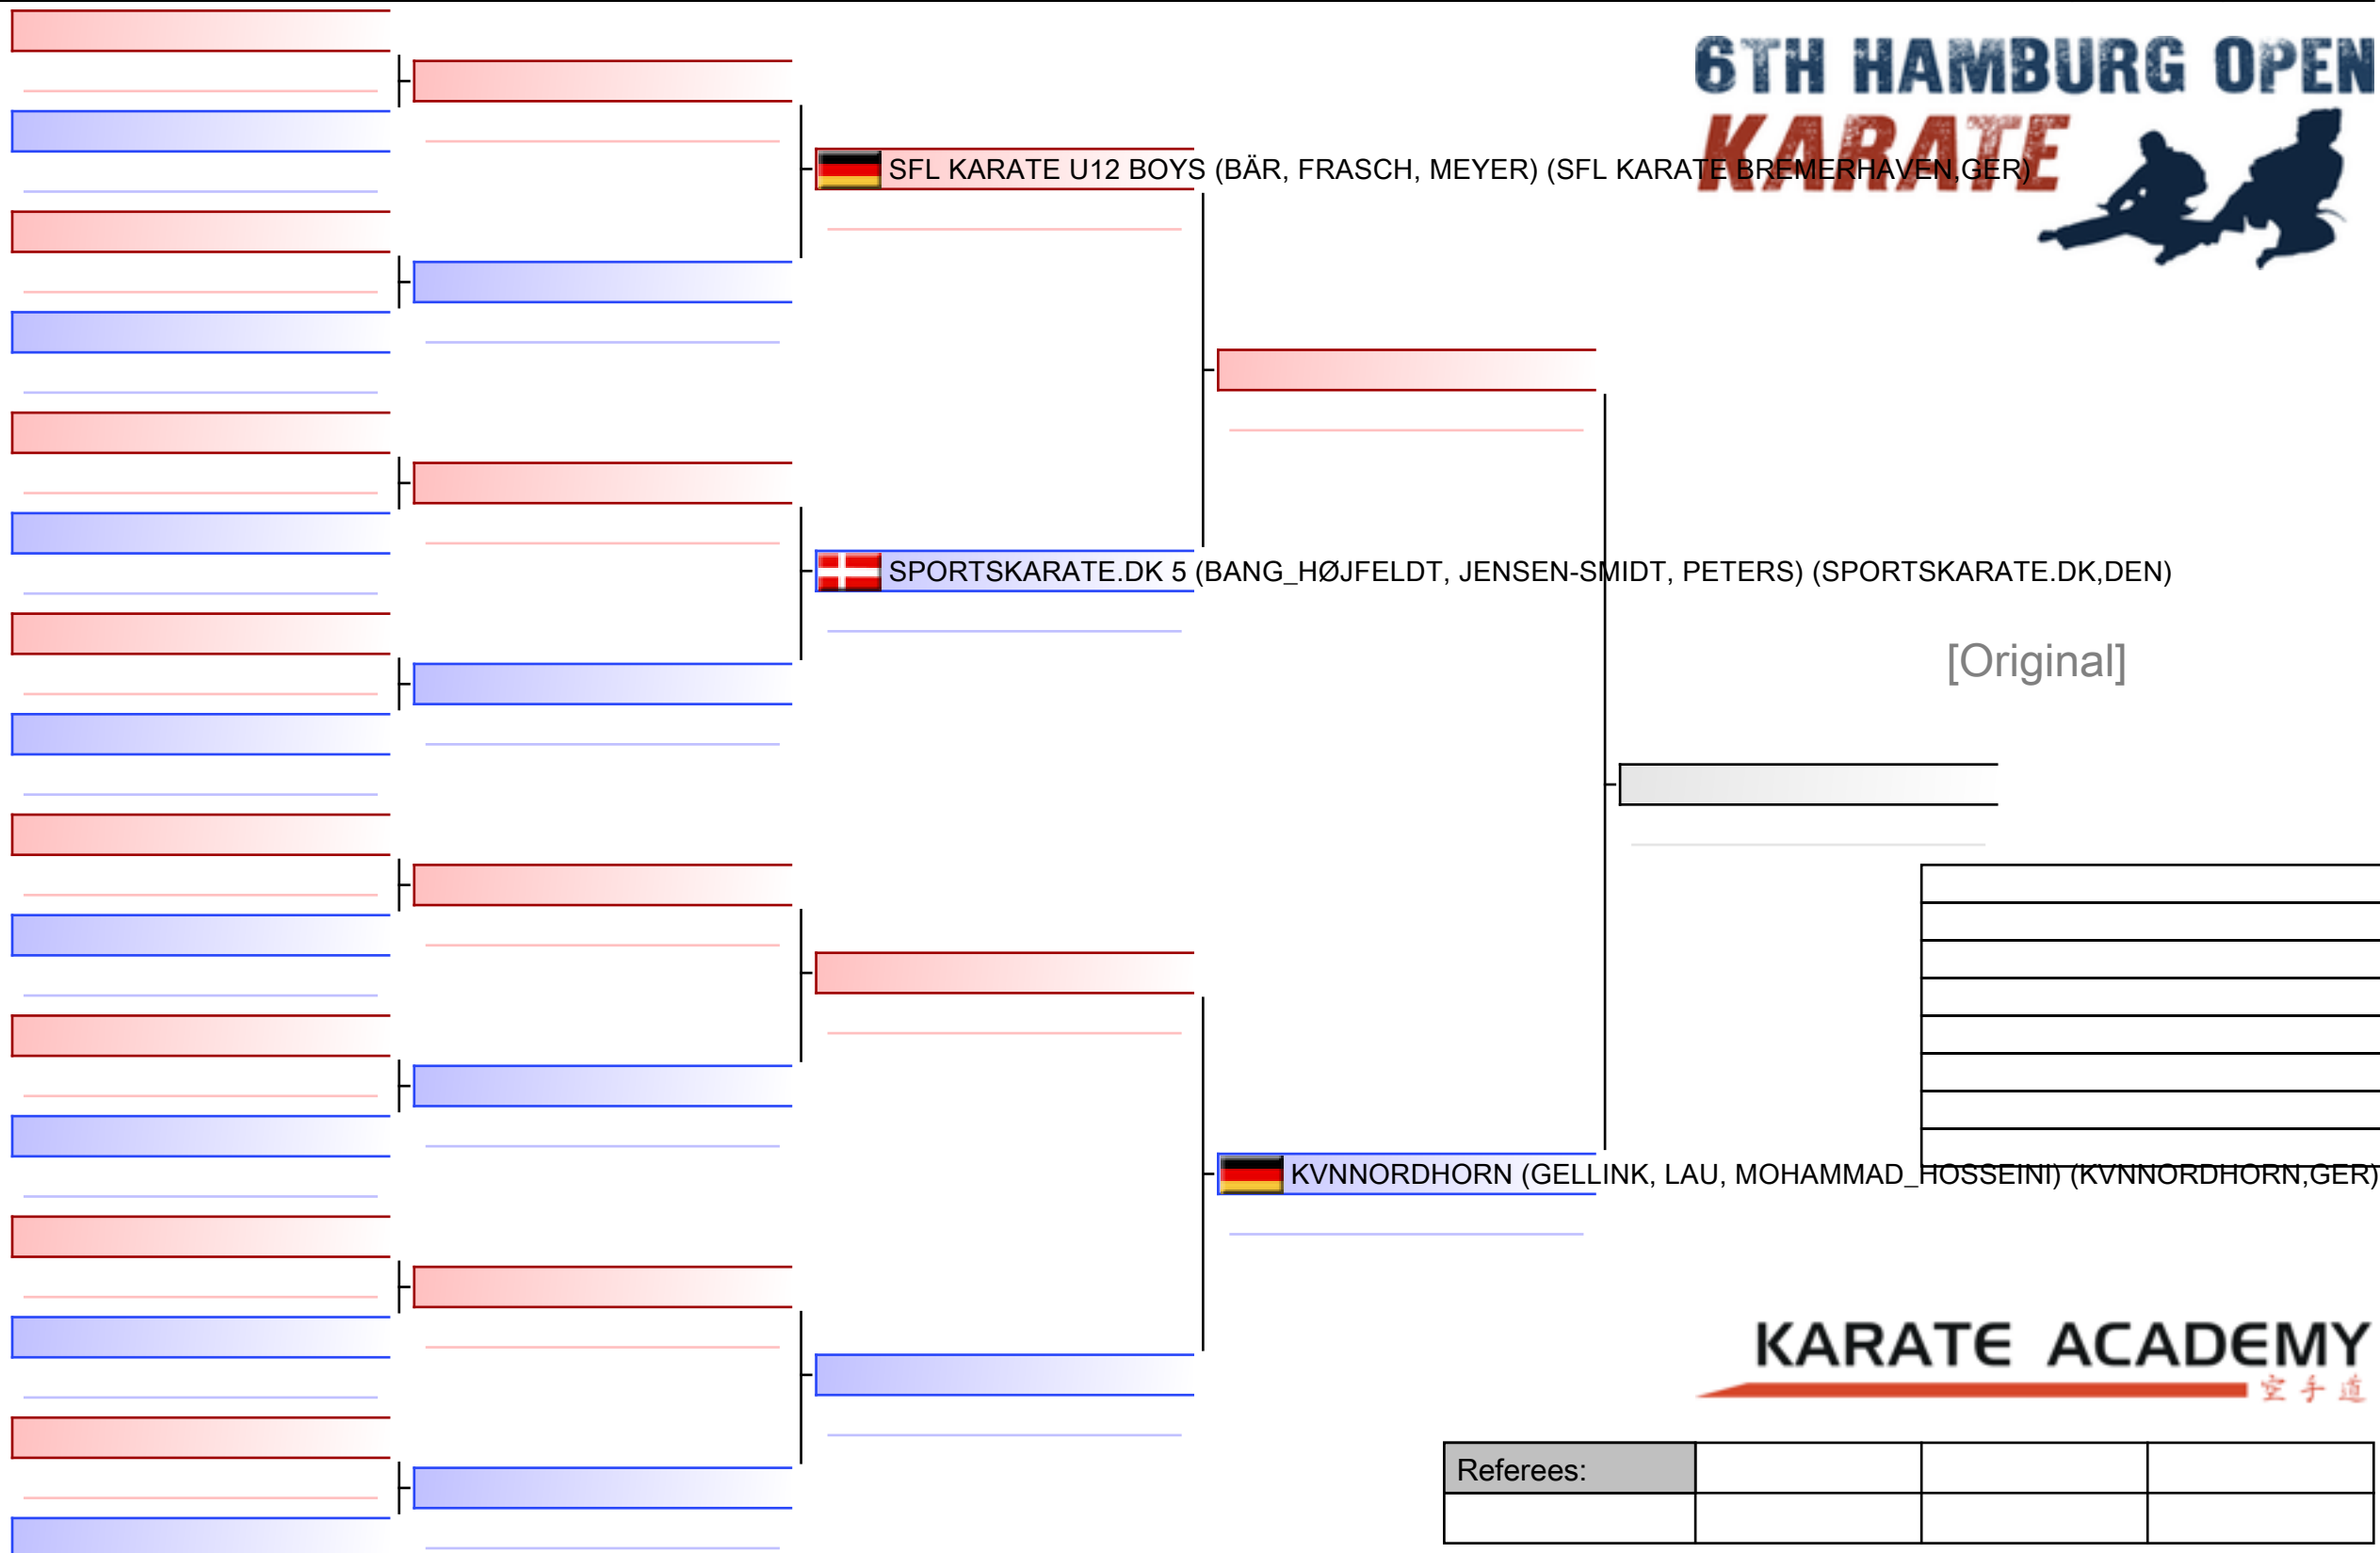 6TH HAMBURG OPEN
KARATE
SFL KARATE U12 BOYS (BÄR, FRASCH, MEYER) (SFL KARATE BREMERHAVEN,GER)
SPORTSKARATE.DK 5 (BANG_HØJFELDT, JENSEN-SMIDT, PETERS) (SPORTSKARATE.DK,DEN)
[Original]
KVNNORDHORN (GELLINK, LAU, MOHAMMAD_HOSSEINI) (KVNNORDHORN,GER)
KARATE ACADEMY
空手道
Referees: